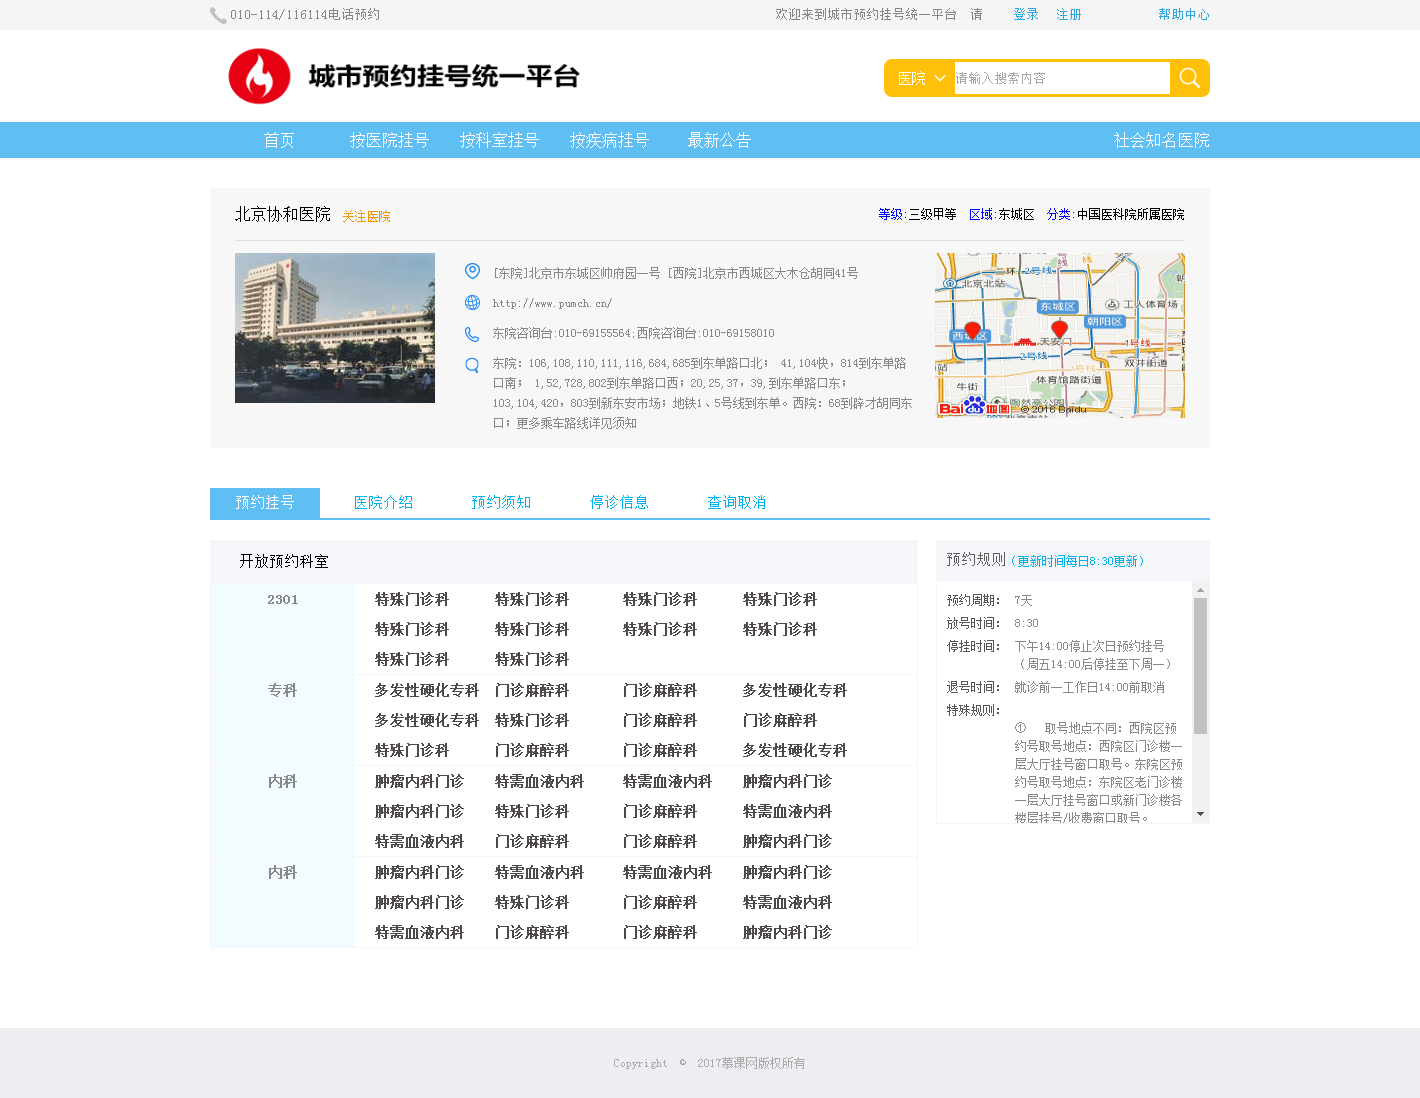 010-114/116114电话预约
欢迎来到城市预约挂号统一平台 请 登录 注册 帮助中心
城市预约挂号统一平台
医院 请输入搜索内容
首页 按医院挂号 按科室挂号 按疾病挂号 最新公告 社会知名医院
北京协和医院 关注医院
等级:三级甲等 区域:东城区 分类:中国医科院所属医院
[东院]北京市东城区帅府园一号 [西院]北京市西城区大木仓胡同41号
http://www.pumch.cn/
东院咨询台:010-69155564;西院咨询台:010-69158010
东院: 106,108,110,111,116,684,685到东单路口北; 41,104快, 814到东单路
口南; 1,52,728,802到东单路口西; 20,25,37, 39,到东单路口东;
103,104,420, 803到新东安市场; 地铁1、5号线到东单。西院: 68到辟才胡同东
口; 更多乘车路线详见须知
二环 2号线
北京北站
东城区
工人体育场
朝阳区
西城区
天安门
1号线
2号线
双井街道
体育馆路街道
牛街
陶然亭公园
Bai du 地图 © 2016 Baidu
预约挂号 医院介绍 预约须知 停诊信息 查询取消
开放预约科室
2301 特殊门诊科 特殊门诊科 特殊门诊科 特殊门诊科
特殊门诊科 特殊门诊科 特殊门诊科 特殊门诊科
特殊门诊科 特殊门诊科
专科 多发性硬化专科 门诊麻醉科 门诊麻醉科 多发性硬化专科
多发性硬化专科 特殊门诊科 门诊麻醉科 门诊麻醉科
特殊门诊科 门诊麻醉科 门诊麻醉科 多发性硬化专科
内科 肿瘤内科门诊 特需血液内科 特需血液内科 肿瘤内科门诊
肿瘤内科门诊 特殊门诊科 门诊麻醉科 特需血液内科
特需血液内科 门诊麻醉科 门诊麻醉科 肿瘤内科门诊
内科 肿瘤内科门诊 特需血液内科 特需血液内科 肿瘤内科门诊
肿瘤内科门诊 特殊门诊科 门诊麻醉科 特需血液内科
特需血液内科 门诊麻醉科 门诊麻醉科 肿瘤内科门诊
预约规则 (更新时间每日8:30更新)
预约周期: 7天
放号时间: 8:30
停挂时间: 下午14:00停止次日预约挂号
(周五14:00后停挂至下周一)
退号时间: 就诊前一工作日14:00前取消
特殊规则:
① 取号地点不同: 西院区预
约号取号地点: 西院区门诊楼一
层大厅挂号窗口取号。东院区预
约号取号地点: 东院区老门诊楼
一层大厅挂号窗口或新门诊楼各
楼层挂号/收费窗口取号。
Copyright © 2017慕课网版权所有